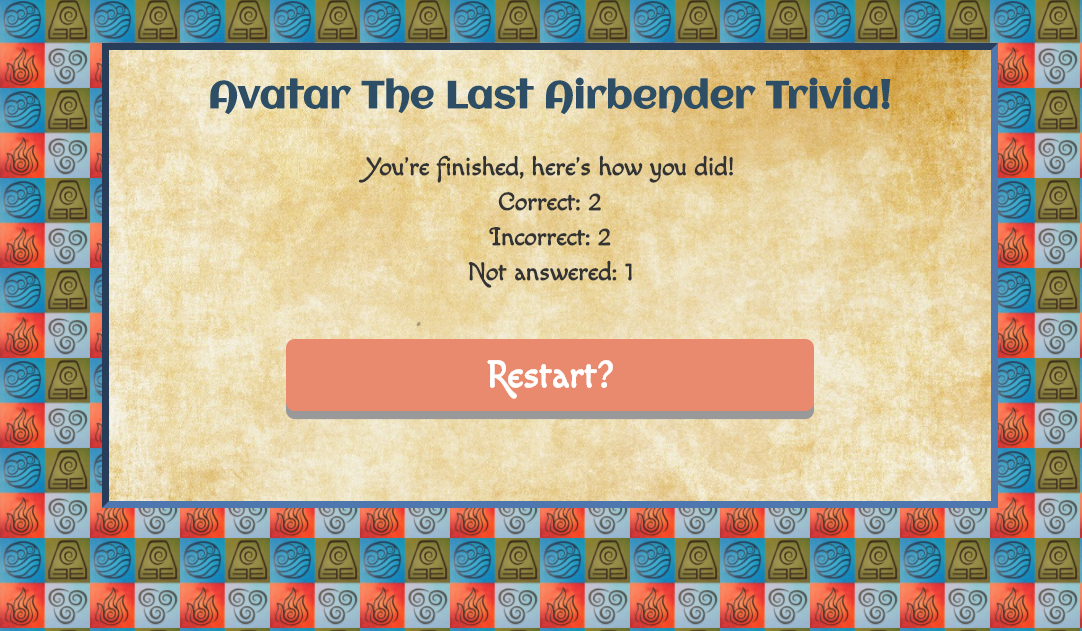 Avatar The Last Airbender Trivia!
You're finished, here's how you did!
Correct: 2
Incorrect: 2
Not answered: 1
Restart?